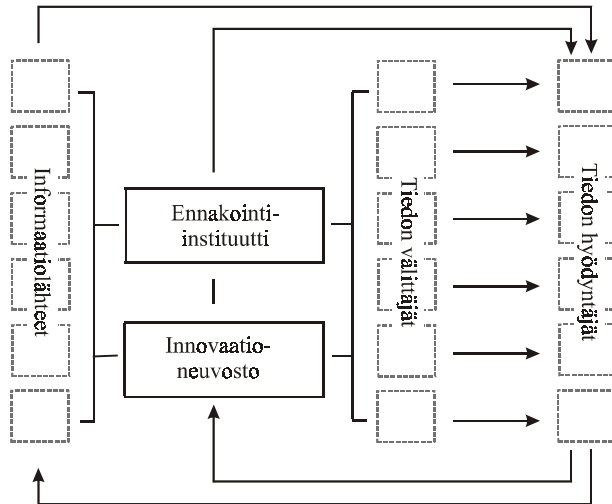 Informaatiolähteet
Ennakointi-
instituutti
Innovaatio-
neuvosto
Tiedon välittäjät
Tiedon hyödyntäjät